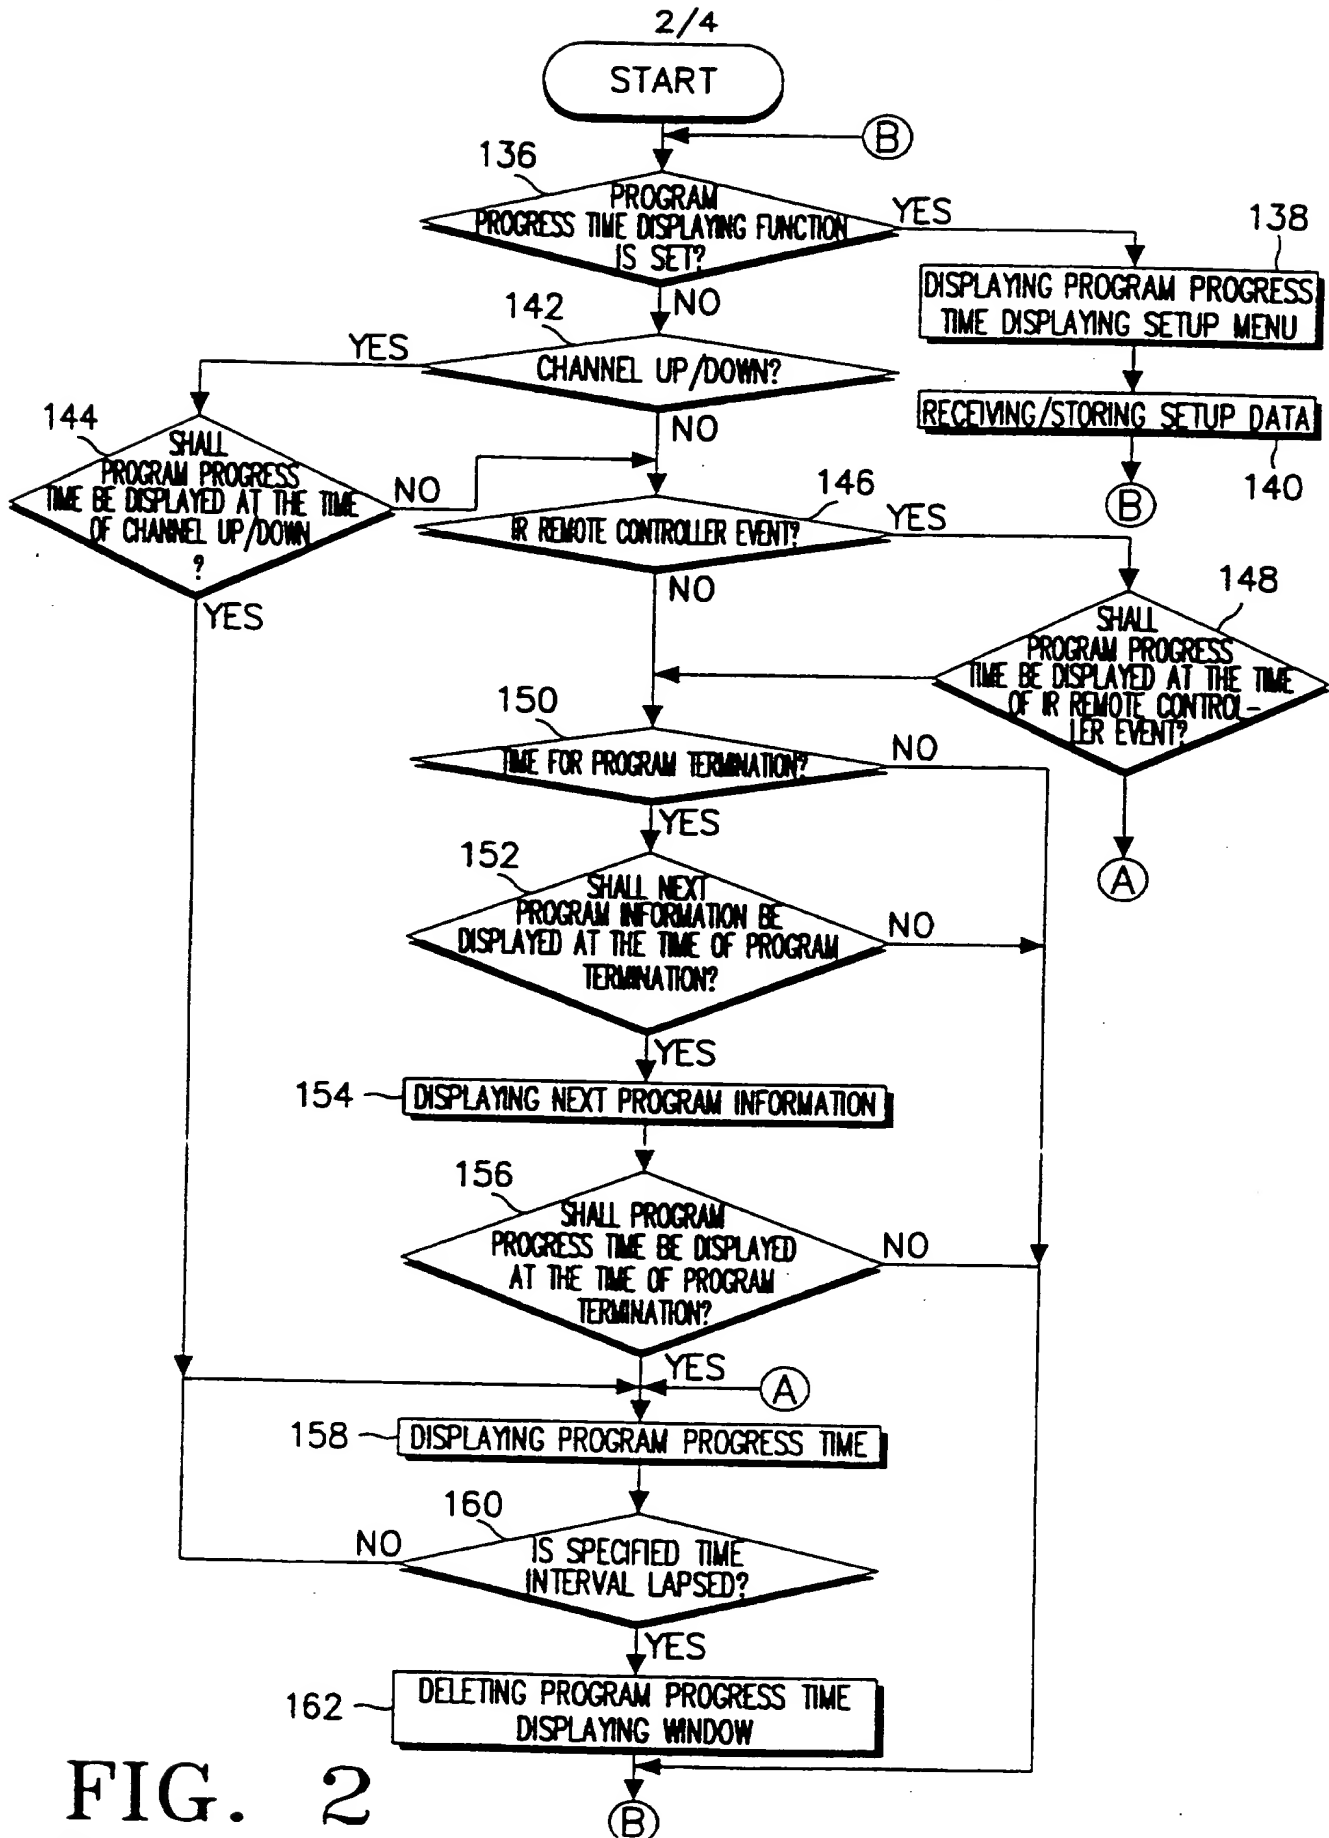 2/4
START
B
136
PROGRAM
PROGRESS TIME DISPLAYING FUNCTION
IS SET?
YES
NO
138
DISPLAYING PROGRAM PROGRESS
TIME DISPLAYING SETUP MENU
RECEIVING/STORING SETUP DATA
140
B
142
CHANNEL UP/DOWN?
YES
NO
144
SHALL
PROGRAM PROGRESS
TIME BE DISPLAYED AT THE TIME
OF CHANNEL UP/DOWN
?
NO
YES
146
IR REMOTE CONTROLLER EVENT?
YES
NO
148
SHALL
PROGRAM PROGRESS
TIME BE DISPLAYED AT THE TIME
OF IR REMOTE CONTROL-
LER EVENT?
A
150
TIME FOR PROGRAM TERMINATION?
NO
YES
152
SHALL NEXT
PROGRAM INFORMATION BE
DISPLAYED AT THE TIME OF PROGRAM
TERMINATION?
NO
YES
154
DISPLAYING NEXT PROGRAM INFORMATION
156
SHALL PROGRAM
PROGRESS TIME BE DISPLAYED
AT THE TIME OF PROGRAM
TERMINATION?
NO
YES
A
158
DISPLAYING PROGRAM PROGRESS TIME
160
IS SPECIFIED TIME
INTERVAL LAPSED?
NO
YES
162
DELETING PROGRAM PROGRESS TIME
DISPLAYING WINDOW
B
FIG. 2